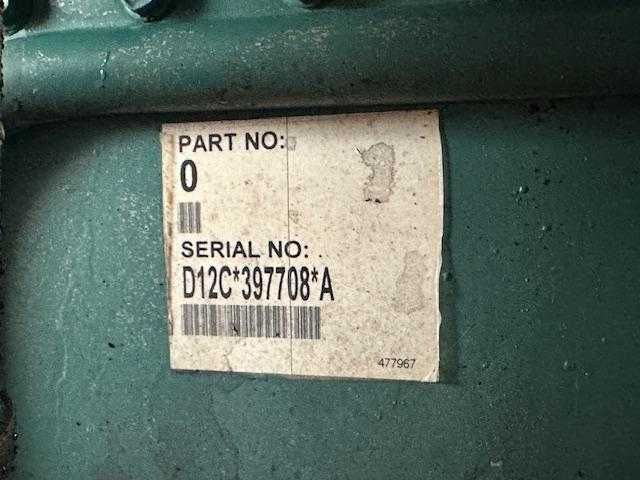 PART NO:
0
SERIAL NO:
D12C*397708*A
477967